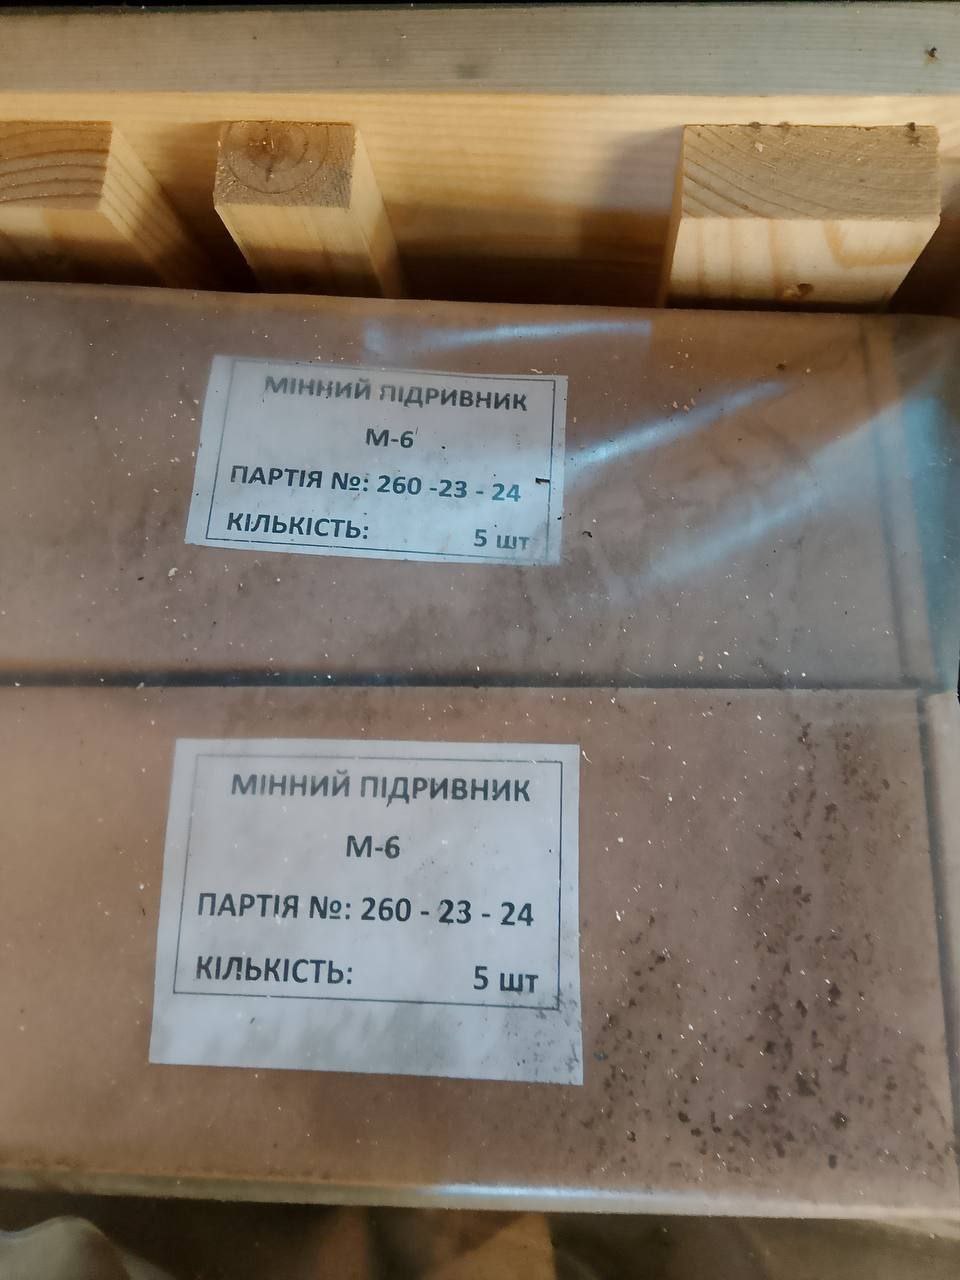 МІННИЙ ПІДРИВНИК
М-6
ПАРТІЯ №: 260 -23 - 24
КІЛЬКІСТЬ: 5 шт
МІННИЙ ПІДРИВНИК
М-6
ПАРТІЯ №: 260 - 23 - 24
КІЛЬКІСТЬ: 5 шт